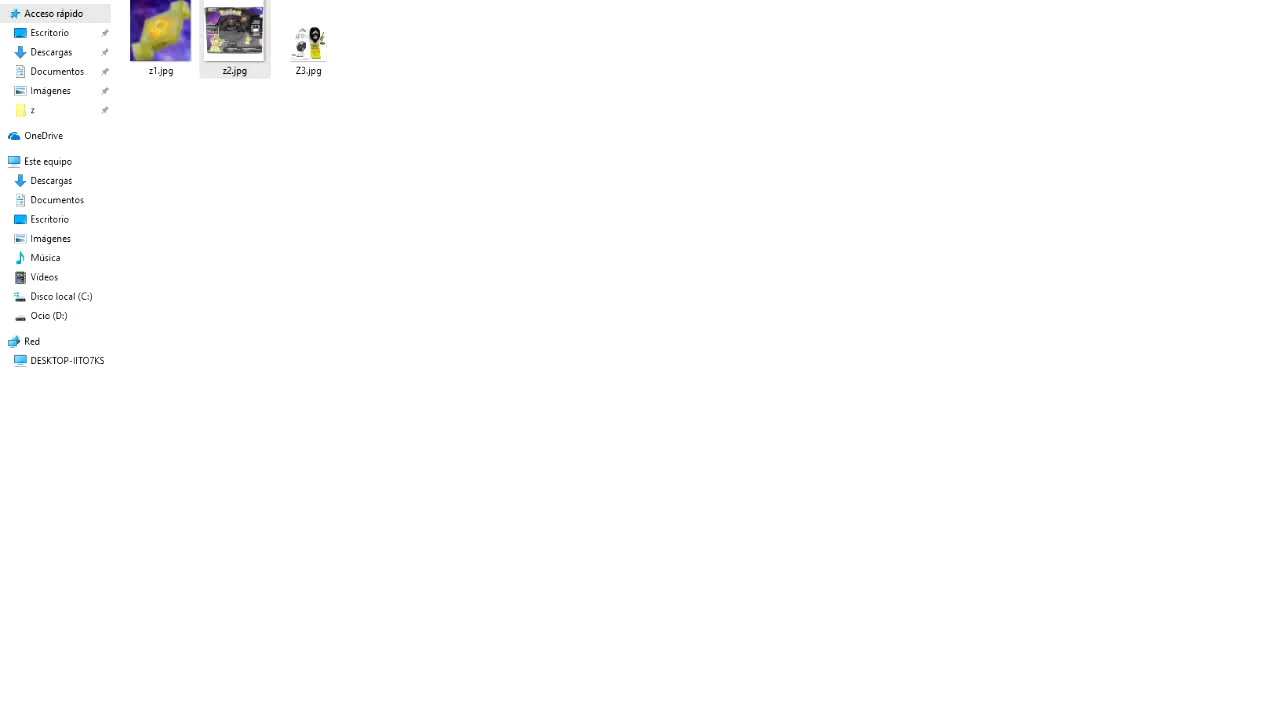 Acceso rápido
Escritorio
Descargas
Documentos
Imágenes
z
OneDrive
Este equipo
Descargas
Documentos
Escritorio
Imágenes
Música
Vídeos
Disco local (C:)
Ocio (D:)
Red
DESKTOP-IITO7KS
z1.jpg
z2.jpg
Z3.jpg